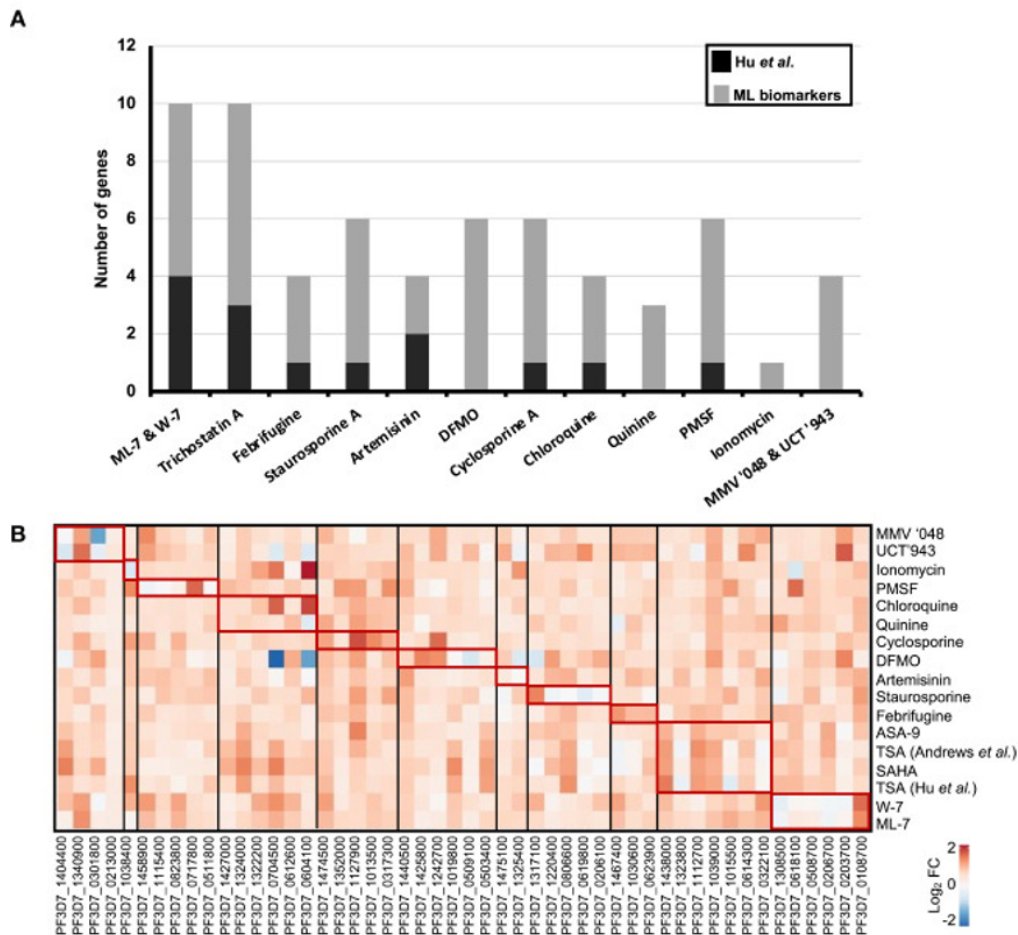 A
12
10
8
6
4
2
0
Number of genes
Hu et al.
ML biomarkers
ML-7 & W-7
Trichostatin A
Febrifugine
Staurosporine A
Artemisinin
DFMO
Cyclosporine A
Chloroquine
Quinine
PMSF
Ionomycin
MMV '048 & UCT '943
B
MMV '048
UCT'943
Ionomycin
PMSF
Chloroquine
Quinine
Cyclosporine
DFMO
Artemisinin
Staurosporine
Febrifugine
ASA-9
TSA (Andrews et al.)
SAHA
TSA (Hu et al.)
W-7
ML-7
PF3D7_1404400
PF3D7_1340900
PF3D7_0301800
PF3D7_0213000
PF3D7_1038400
PF3D7_1458900
PF3D7_1115400
PF3D7_0823800
PF3D7_0717800
PF3D7_0511800
PF3D7_1427000
PF3D7_1324000
PF3D7_1322200
PF3D7_0704500
PF3D7_0612600
PF3D7_0604100
PF3D7_1474500
PF3D7_1352000
PF3D7_1127900
PF3D7_1013500
PF3D7_0317300
PF3D7_1440500
PF3D7_1425800
PF3D7_1242700
PF3D7_1019800
PF3D7_0509100
PF3D7_0503400
PF3D7_1475100
PF3D7_1325400
PF3D7_1317100
PF3D7_1220400
PF3D7_0806600
PF3D7_0619800
PF3D7_0206100
PF3D7_1467400
PF3D7_1030600
PF3D7_0623900
PF3D7_1438000
PF3D7_1323800
PF3D7_1112700
PF3D7_1039000
PF3D7_1015500
PF3D7_0614300
PF3D7_0322100
PF3D7_1308500
PF3D7_0618100
PF3D7_0508700
PF3D7_0206700
PF3D7_0203700
PF3D7_0108700
Log2 FC
2
0
-2